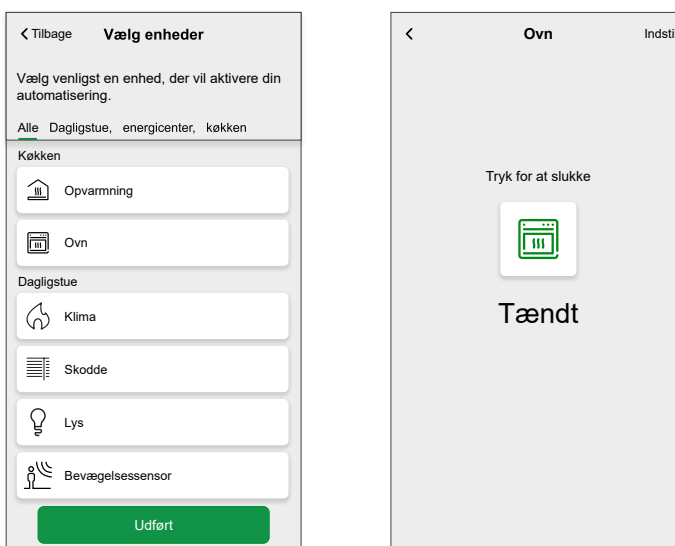 Tilbage Vælg enheder
Vælg venligst en enhed, der vil aktivere din
automatisering.
Alle Dagligstue, energicenter, køkken
Køkken
Opvarmning
Ovn
Dagligstue
Klima
Skodde
Lys
Bevægelsessensor
Udført
Ovn
Tryk for at slukke
Tændt